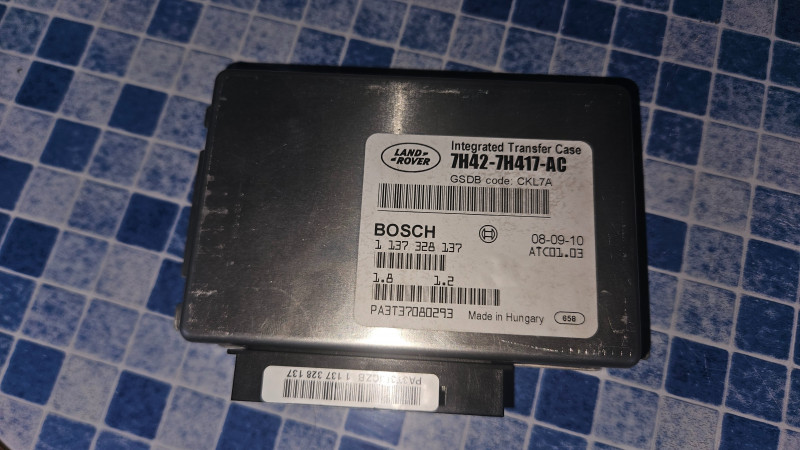 LAND-
ROVER
Integrated Transfer Case
7H42-7H417-AC
GSDB code: CKL7A
BOSCH
1 137 328 137
08-09-10
ATC01.03
1.8 1.2
PA3T37080293
Made in Hungary
658
1 137 328 137